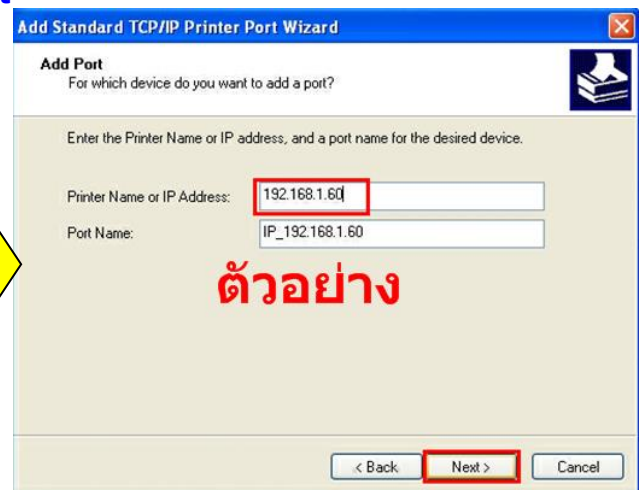 Add Standard TCP/IP Printer Port Wizard
Add Port
For which device do you want to add a port?
Enter the Printer Name or IP address, and a port name for the desired device.
Printer Name or IP Address: 192.168.1.60
Port Name: IP_192.168.1.60
ตัวอย่าง
< Back Next > Cancel